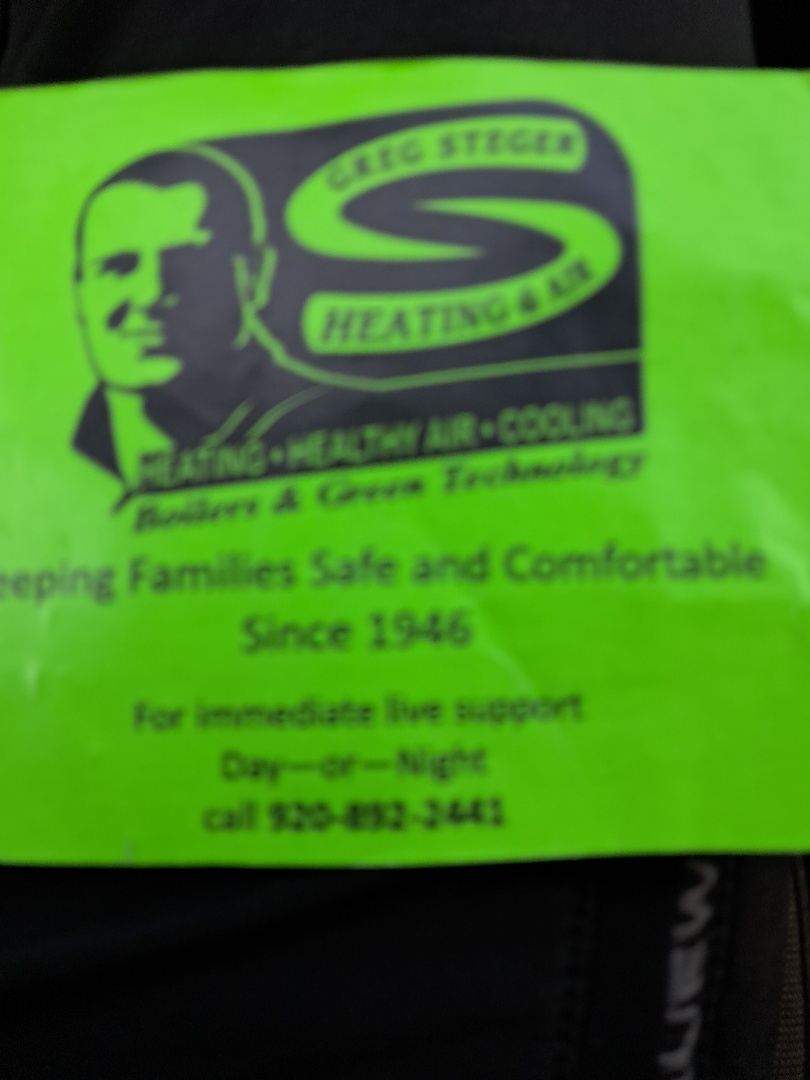 GREG STEGER
HEATING & AIR
HEATING • HEALTHY AIR • COOLING
Boilers & Green Technology
eeping Families Safe and Comfortable
Since 1946
For immediate live support
Day—or—Night
call 920-892-2441